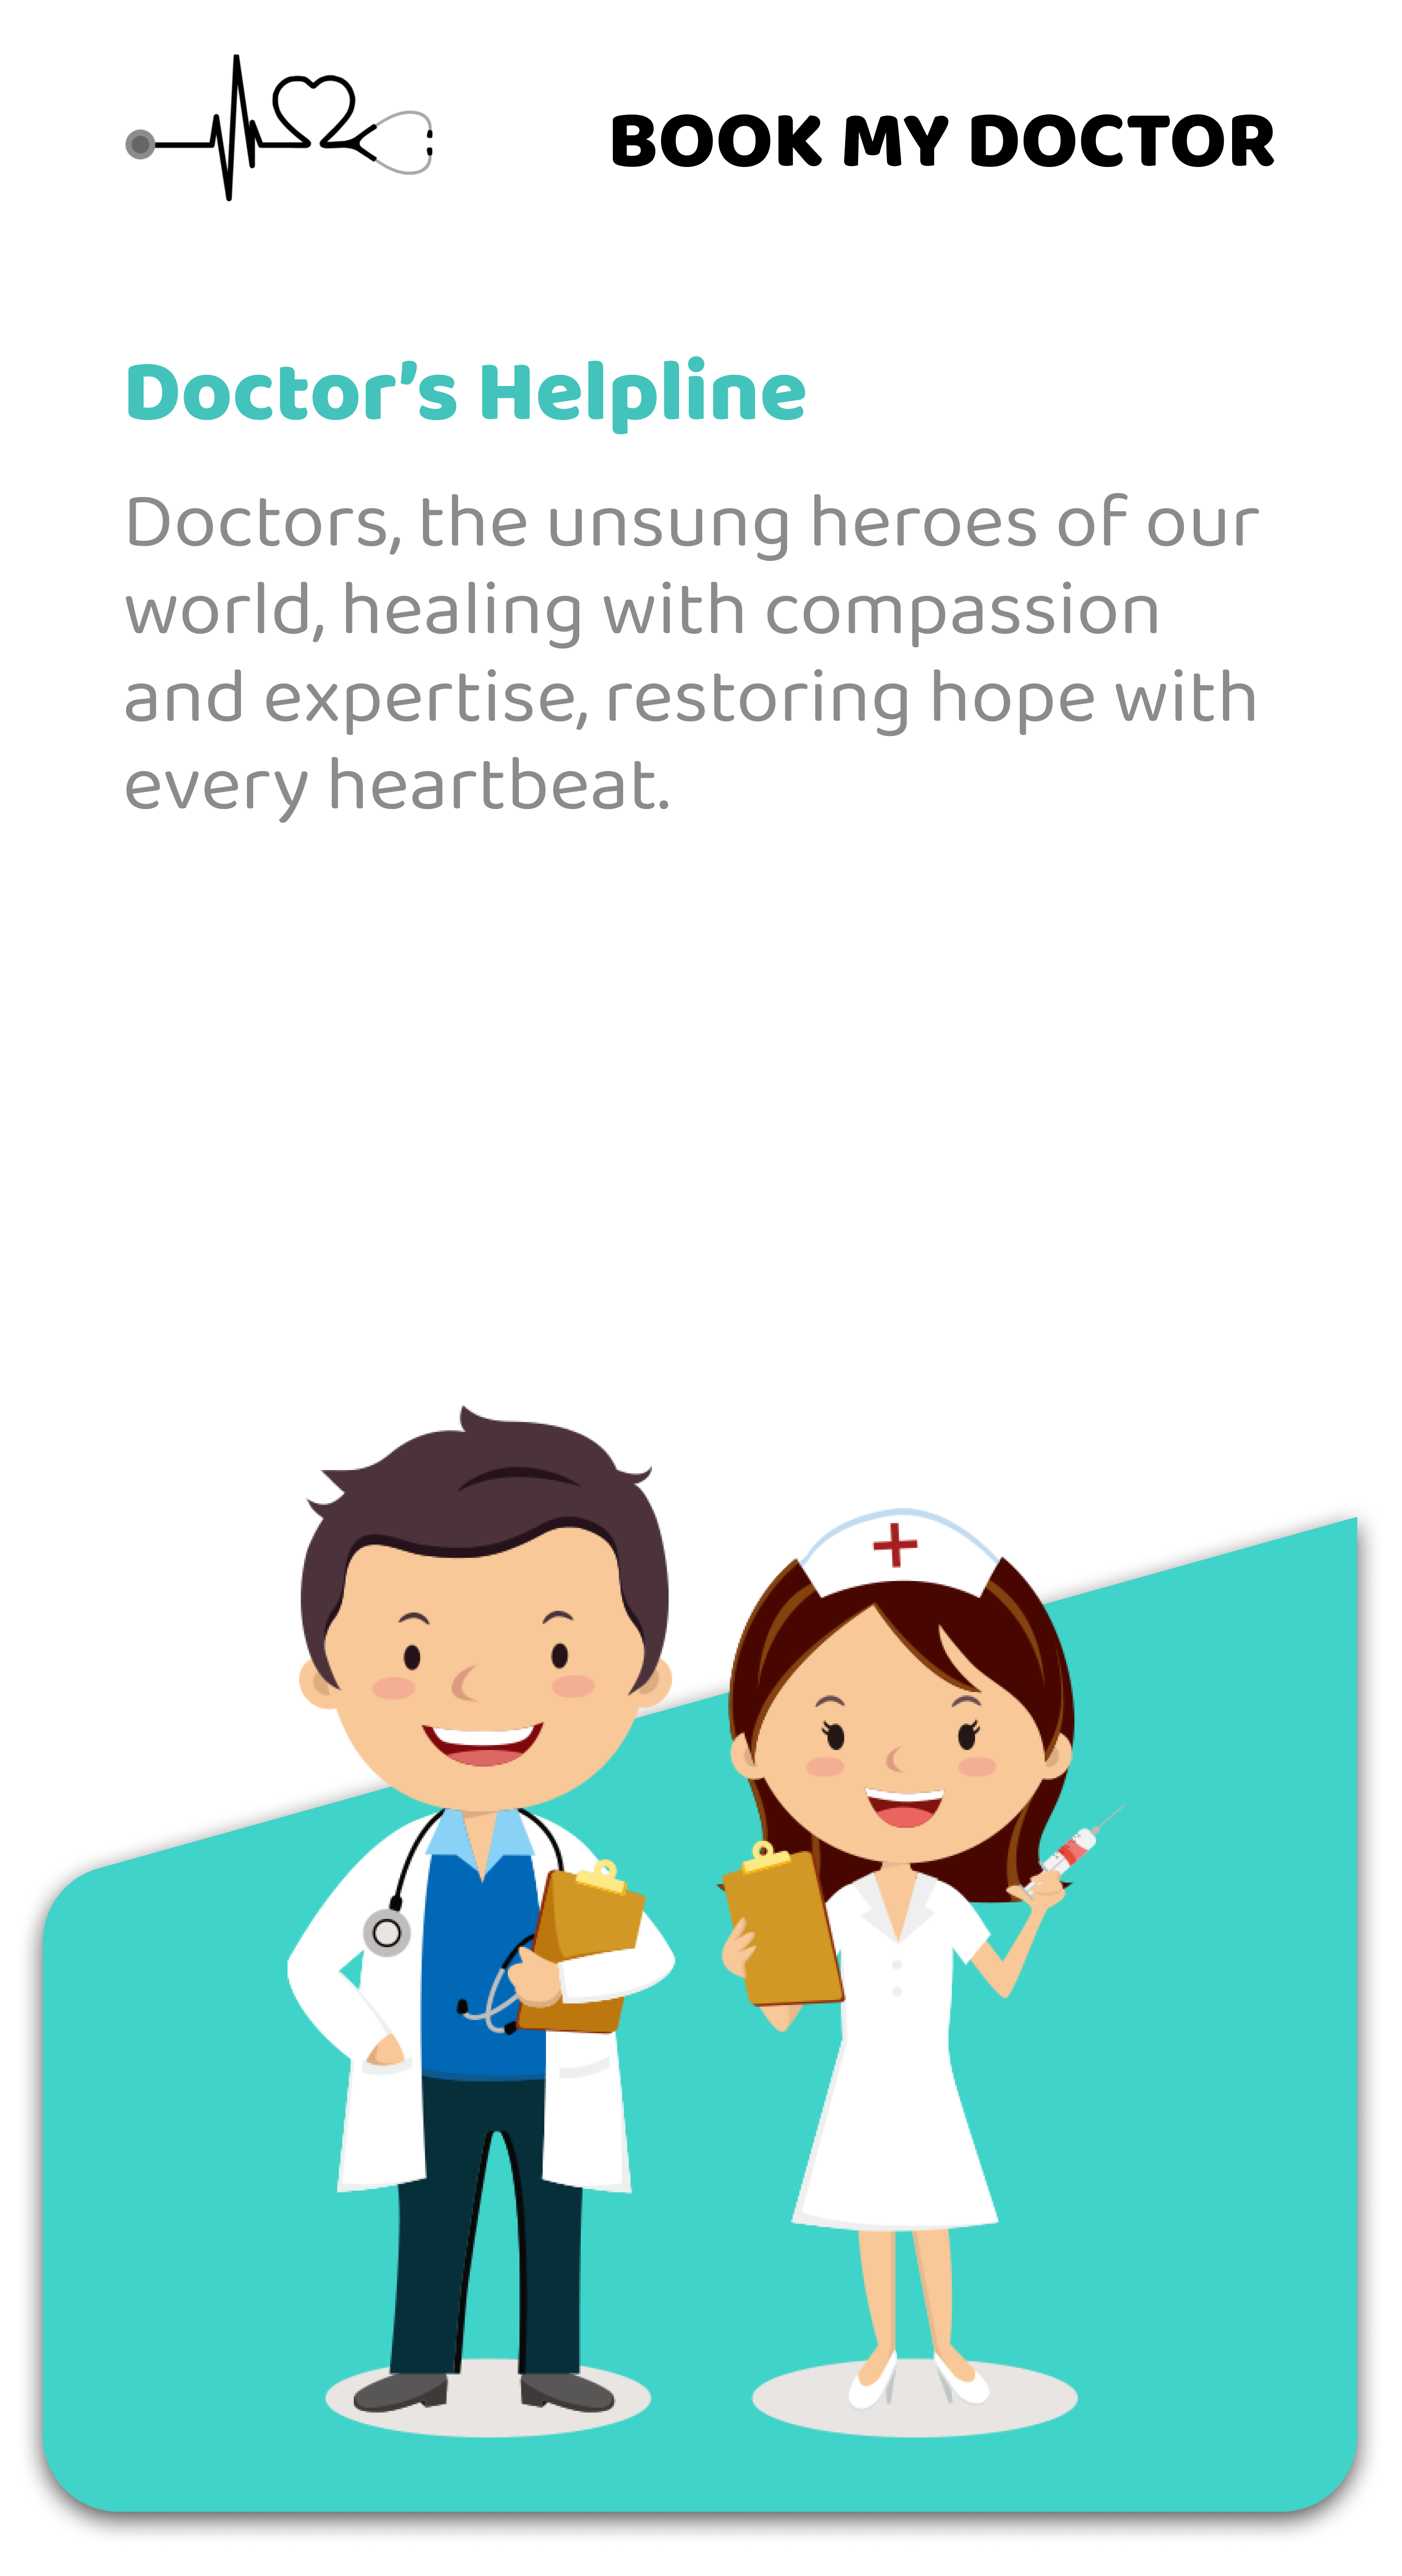 BOOK MY DOCTOR
Doctor’s Helpline
Doctors, the unsung heroes of our
world, healing with compassion
and expertise, restoring hope with
every heartbeat.